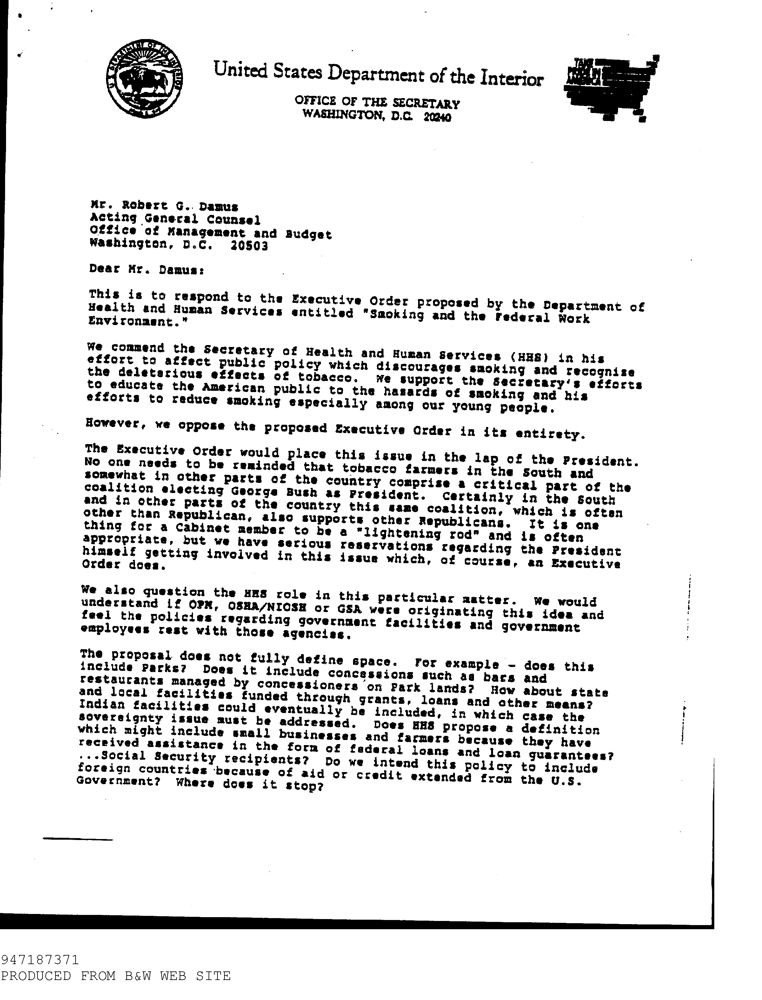 United States Department of the Interior
OFFICE OF THE SECRETARY
WASHINGTON, D.C. 20240
TAKE
PRIDE IN
AMERICA
Mr. Robert G. Damus
Acting General Counsel
Office of Management and Budget
Washington, D.C. 20503
Dear Mr. Damus:
This is to respond to the Executive Order proposed by the Department of
Health and Human Services entitled "Smoking and the Federal Work
Environment."
We commend the Secretary of Health and Human Services (HHS) in his
effort to affect public policy which discourages smoking and recognize
the deleterious effects of tobacco. We support the Secretary's efforts
to educate the American public to the hazards of smoking and his
efforts to reduce smoking especially among our young people.
However, we oppose the proposed Executive Order in its entirety.
The Executive Order would place this issue in the lap of the President.
No one needs to be reminded that tobacco farmers in the South and
somewhat in other parts of the country comprise a critical part of the
coalition electing George Bush as President. Certainly in the South
and in other parts of the country this same coalition, which is often
other than Republican, also supports other Republicans. It is one
thing for a Cabinet member to be a "lightening rod" and is often
appropriate, but we have serious reservations regarding the President
himself getting involved in this issue which, of course, an Executive
Order does.
We also question the HHS role in this particular matter. We would
understand if OPM, OSHA/NIOSH or GSA were originating this idea and
feel the policies regarding government facilities and government
employees rest with those agencies.
The proposal does not fully define space. For example - does this
include Parks? Does it include concessions such as bars and
restaurants managed by concessioners on Park lands? How about state
and local facilities funded through grants, loans and other means?
Indian facilities could eventually be included, in which case the
sovereignty issue must be addressed. Does HHS propose a definition
which might include small businesses and farmers because they have
received assistance in the form of federal loans and loan guarantees?
...Social Security recipients? Do we intend this policy to include
foreign countries because of aid or credit extended from the U.S.
Government? Where does it stop?
947187371
PRODUCED FROM B&W WEB SITE